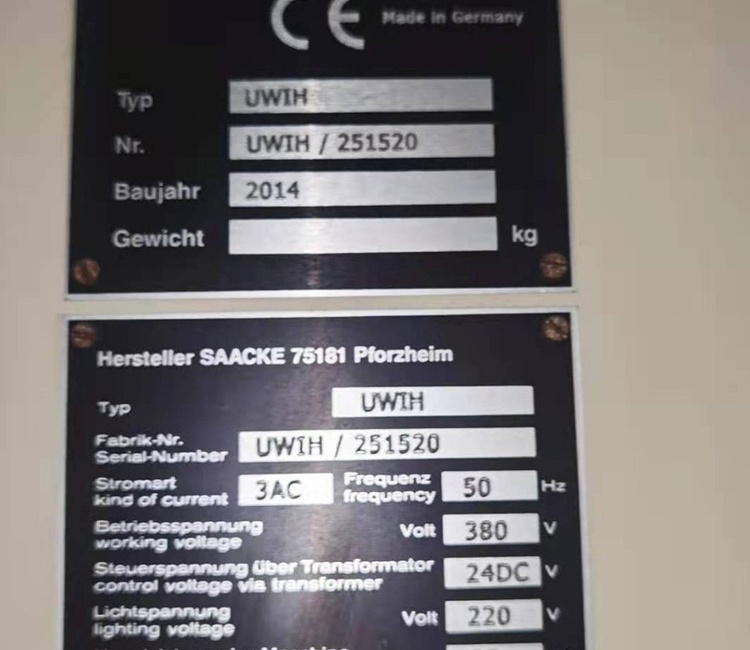 CE Made in Germany
Typ UWIH
Nr. UWIH / 251520
Baujahr 2014
Gewicht kg
Hersteller SAACKE 75181 Pforzheim
Typ UWIH
Fabrik-Nr.
Serial-Number UWIH / 251520
Stromart
kind of current 3AC Frequenz
frequency 50 Hz
Betriebsspannung
working voltage Volt 380 V
Steuerspannung über Transformator
control voltage via transformer 24DC V
Lichtspannung
lighting voltage Volt 220 V